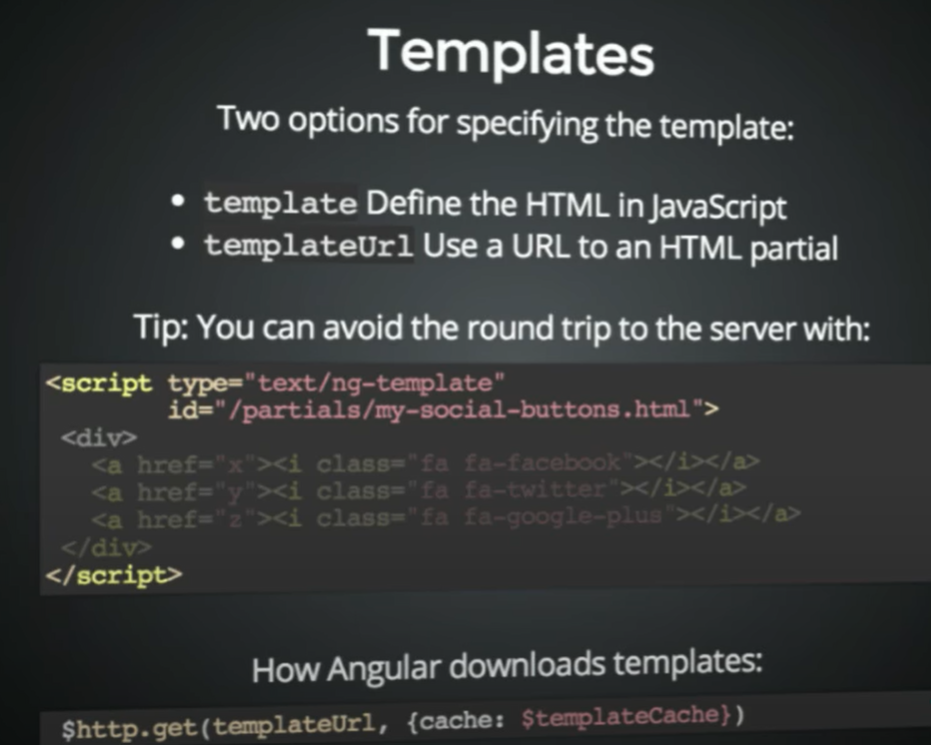 Templates
Two options for specifying the template:
• template Define the HTML in JavaScript
• templateUrl Use a URL to an HTML partial
Tip: You can avoid the round trip to the server with:
<script type="text/ng-template"
id="/partials/my-social-buttons.html">
<div>
<a href="x"><i class="fa fa-facebook"></i></a>
<a href="y"><i class="fa fa-twitter"></i></a>
<a href="z"><i class="fa fa-google-plus"></i></a>
</div>
</script>
How Angular downloads templates:
$http.get(templateUrl, {cache: $templateCache})